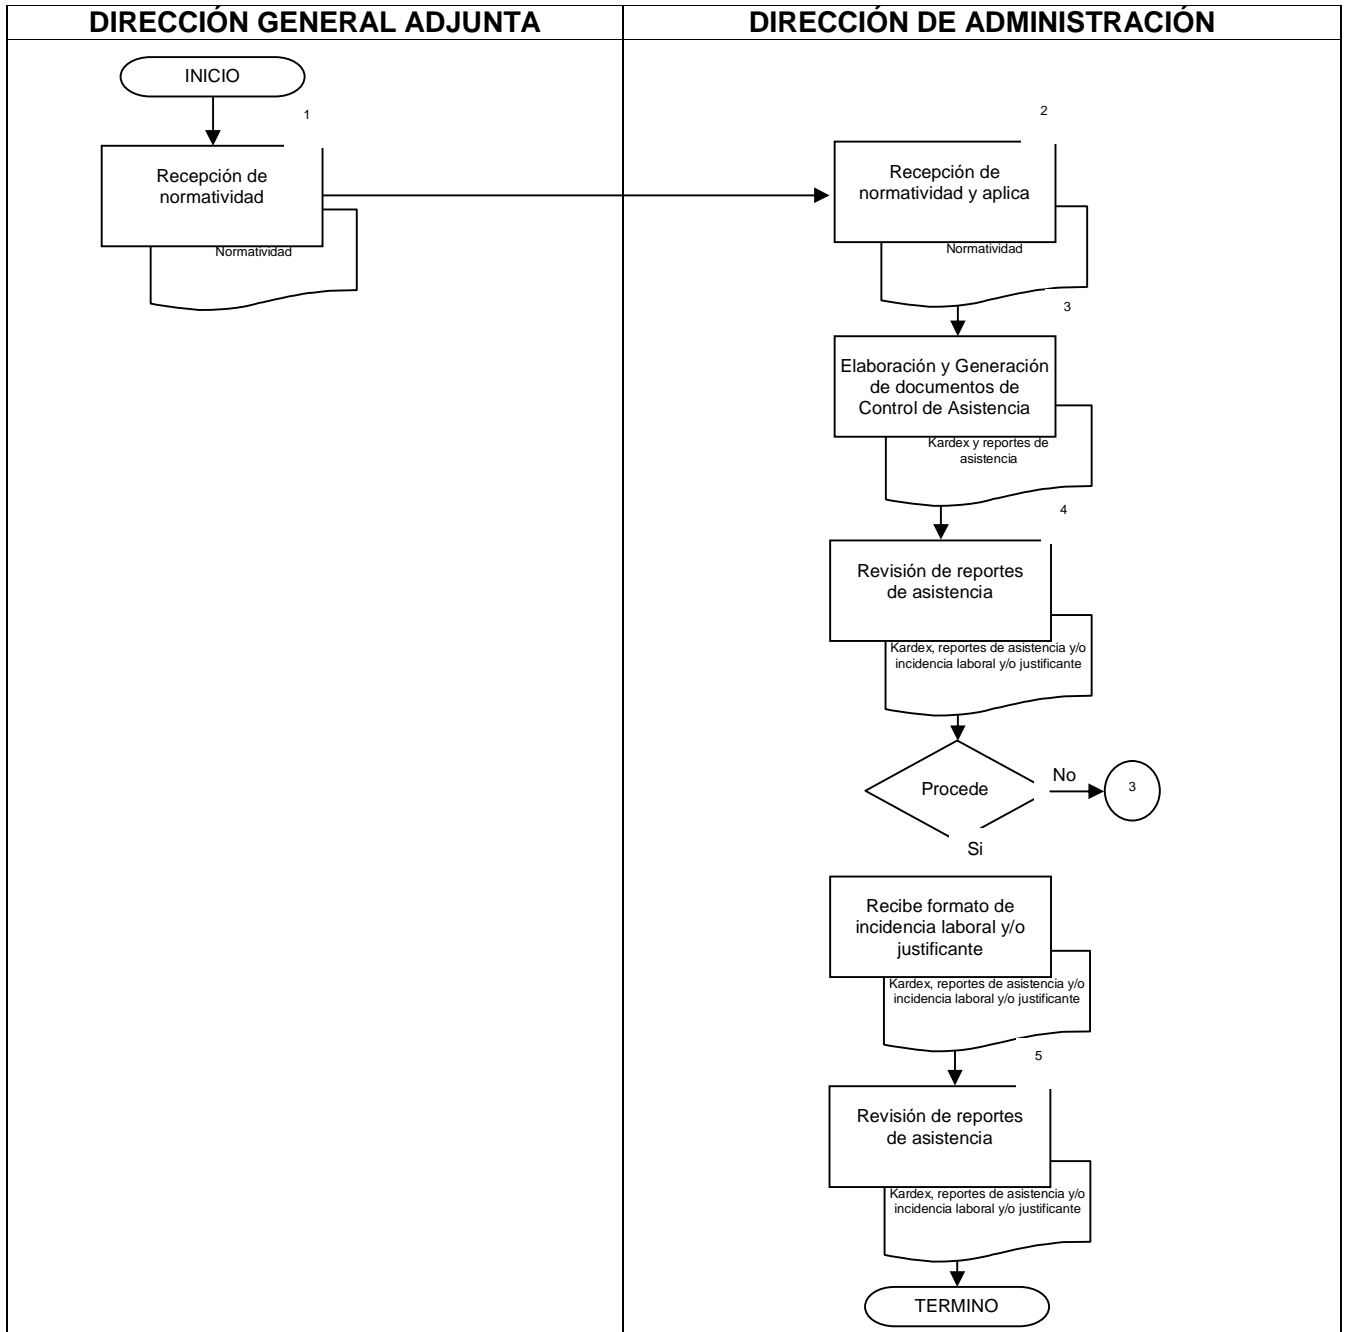 DIRECCIÓN GENERAL ADJUNTA
DIRECCIÓN DE ADMINISTRACIÓN
INICIO
1
Recepción de
normatividad
Normatividad
2
Recepción de
normatividad y aplica
Normatividad
3
Elaboración y Generación
de documentos de
Control de Asistencia
Kardex y reportes de
asistencia
4
Revisión de reportes
de asistencia
Kardex, reportes de asistencia y/o
incidencia laboral y/o justificante
Procede
No
3
Si
Recibe formato de
incidencia laboral y/o
justificante
Kardex, reportes de asistencia y/o
incidencia laboral y/o justificante
5
Revisión de reportes
de asistencia
Kardex, reportes de asistencia y/o
incidencia laboral y/o justificante
TERMINO